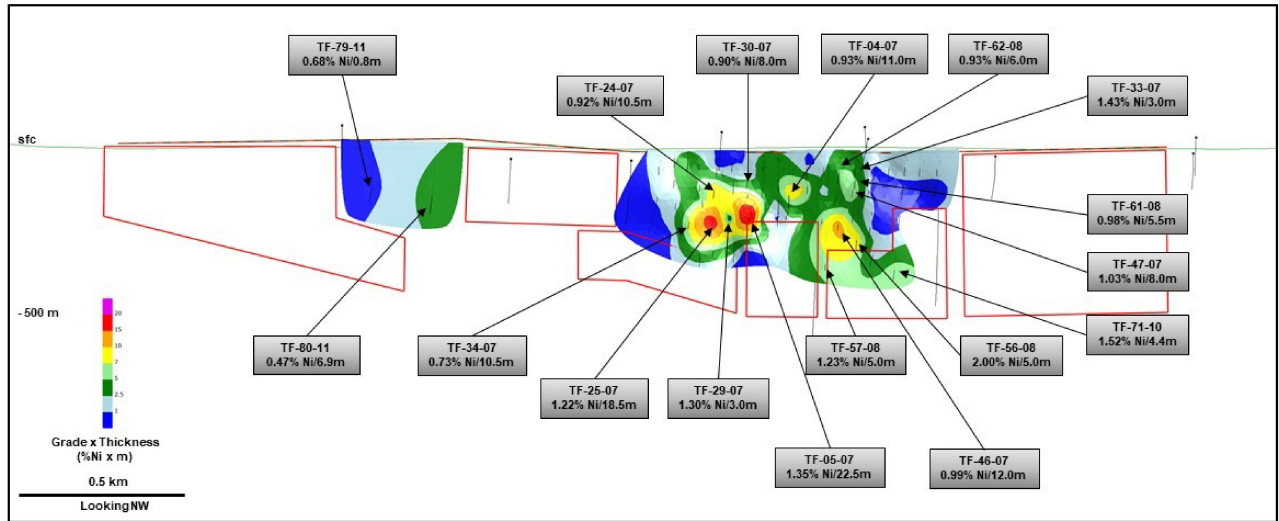 TF-79-11
0.68% Ni/0.8m
TF-30-07
0.90% Ni/8.0m
TF-04-07
0.93% Ni/11.0m
TF-62-08
0.93% Ni/6.0m
TF-24-07
0.92% Ni/10.5m
TF-33-07
1.43% Ni/3.0m
sfc
TF-61-08
0.98% Ni/5.5m
TF-47-07
1.03% Ni/8.0m
- 500 m
TF-71-10
1.52% Ni/4.4m
TF-80-11
0.47% Ni/6.9m
TF-34-07
0.73% Ni/10.5m
TF-57-08
1.23% Ni/5.0m
TF-56-08
2.00% Ni/5.0m
TF-25-07
1.22% Ni/18.5m
TF-29-07
1.30% Ni/3.0m
20
15
10
7
5
2.5
1
Grade x Thickness
(%Ni x m)
TF-05-07
1.35% Ni/22.5m
TF-46-07
0.99% Ni/12.0m
0.5 km
Looking NW